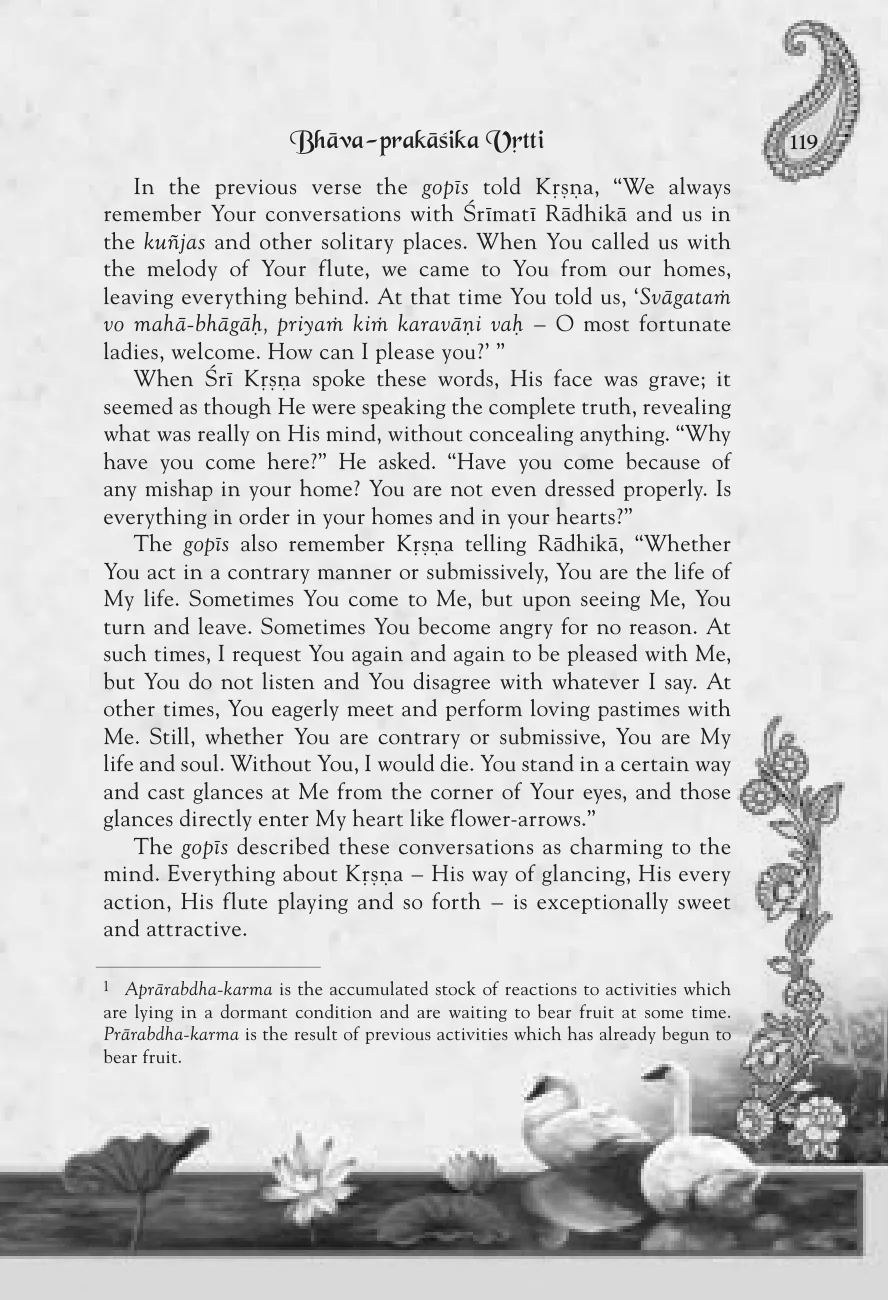 119
Bhāva-prakāśika Vṛtti
In the previous verse the gopīs told Kṛṣṇa, “We always
remember Your conversations with Śrīmatī Rādhikā and us in
the kuñjas and other solitary places. When You called us with
the melody of Your flute, we came to You from our homes,
leaving everything behind. At that time You told us, ‘Svāgataṁ
vo mahā-bhāgāḥ, priyaṁ kiṁ karavāṇi vaḥ – O most fortunate
ladies, welcome. How can I please you?’ ”
When Śrī Kṛṣṇa spoke these words, His face was grave; it
seemed as though He were speaking the complete truth, revealing
what was really on His mind, without concealing anything. “Why
have you come here?” He asked. “Have you come because of
any mishap in your home? You are not even dressed properly. Is
everything in order in your homes and in your hearts?”
The gopīs also remember Kṛṣṇa telling Rādhikā, “Whether
You act in a contrary manner or submissively, You are the life of
My life. Sometimes You come to Me, but upon seeing Me, You
turn and leave. Sometimes You become angry for no reason. At
such times, I request You again and again to be pleased with Me,
but You do not listen and You disagree with whatever I say. At
other times, You eagerly meet and perform loving pastimes with
Me. Still, whether You are contrary or submissive, You are My
life and soul. Without You, I would die. You stand in a certain way
and cast glances at Me from the corner of Your eyes, and those
glances directly enter My heart like flower-arrows.”
The gopīs described these conversations as charming to the
mind. Everything about Kṛṣṇa – His way of glancing, His every
action, His flute playing and so forth – is exceptionally sweet
and attractive.
1 Aprārabdha-karma is the accumulated stock of reactions to activities which
are lying in a dormant condition and are waiting to bear fruit at some time.
Prārabdha-karma is the result of previous activities which has already begun to
bear fruit.